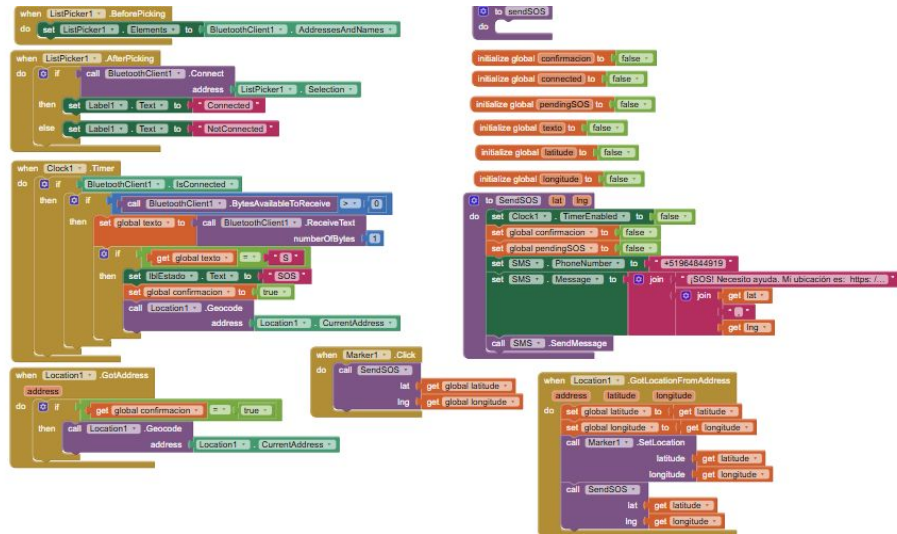 when ListPicker1 .BeforePicking
do set ListPicker1 . Elements to BluetoothClient1 . AddressesAndNames
when ListPicker1 .AfterPicking
do if call BluetoothClient1 .Connect
address ListPicker1 . Selection
then set Label1 . Text to " Connected "
else set Label1 . Text to " NotConnected "
when Clock1 .Timer
do if BluetoothClient1 . IsConnected
then if call BluetoothClient1 .BytesAvailableToReceive > 0
then set global texto to call BluetoothClient1 .ReceiveText
numberOfBytes 1
if get global texto = " S "
then set lblEstado . Text to " SOS "
set global confirmacion to true
call Location1 .Geocode
address Location1 . CurrentAddress
when Location1 .GotAddress
address
do if get global confirmacion = true
then call Location1 .Geocode
address Location1 . CurrentAddress
when Marker1 .Click
do call SendSOS
lat get global latitude
lng get global longitude
to sendSOS
do
initialize global confirmacion to false
initialize global connected to false
initialize global pendingSOS to false
initialize global texto to false
initialize global latitude to false
initialize global longitude to false
to SendSOS lat lng
do set Clock1 . TimerEnabled to false
set global confirmacion to false
set global pendingSOS to false
set SMS . PhoneNumber to " +51964844919 "
set SMS . Message to join " ¡SOS! Necesito ayuda. Mi ubicación es: https:/... "
join get lat
" , "
get lng
call SMS .SendMessage
when Location1 .GotLocationFromAddress
address latitude longitude
do set global latitude to get latitude
set global longitude to get longitude
call Marker1 .SetLocation
latitude get latitude
longitude get longitude
call SendSOS
lat get latitude
lng get longitude